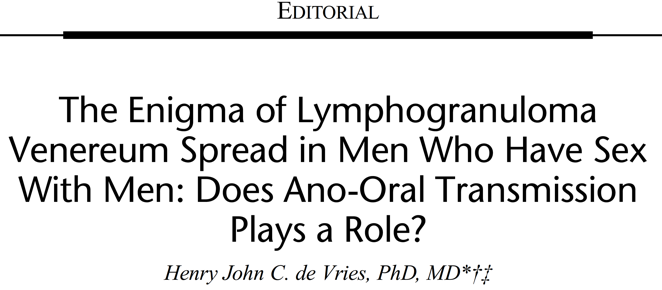 EDITORIAL
The Enigma of Lymphogranuloma
Venereum Spread in Men Who Have Sex
With Men: Does Ano-Oral Transmission
Plays a Role?
Henry John C. de Vries, PhD, MD*†‡